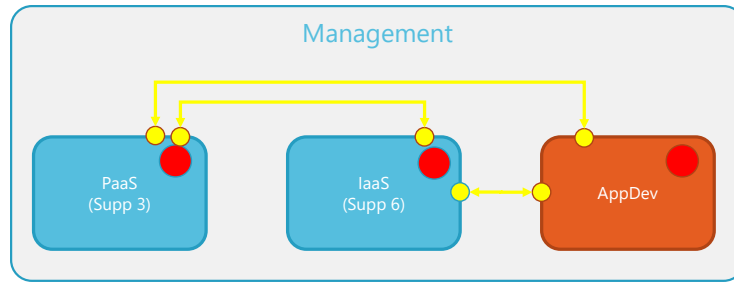 Management
PaaS
(Supp 3)
IaaS
(Supp 6)
AppDev